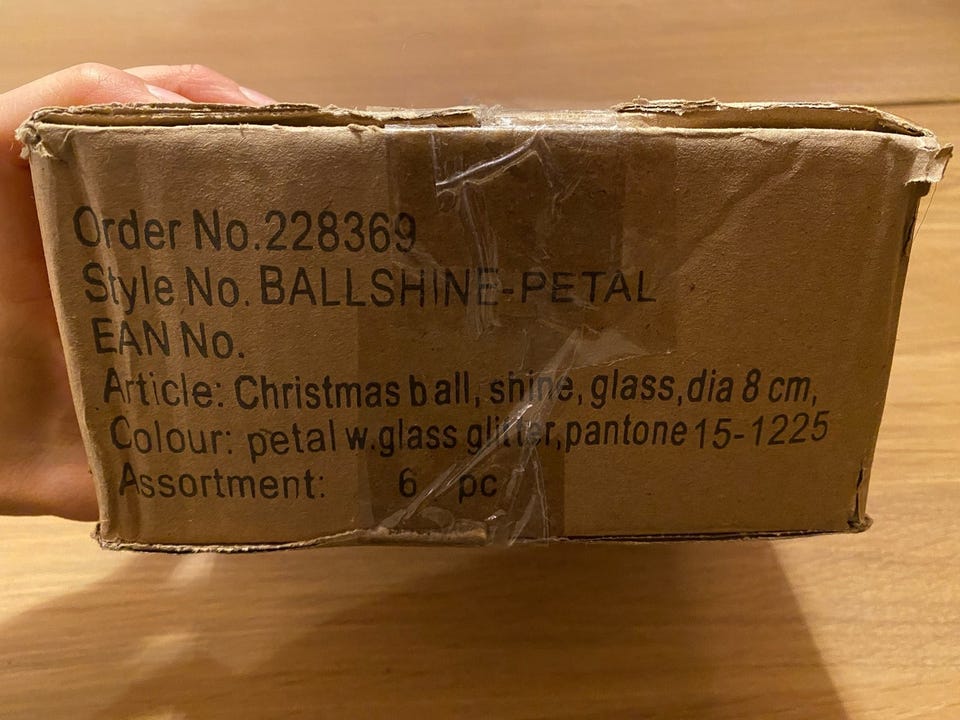 Order No.228369
Style No. BALLSHINE-PETAL
EAN No.
Article: Christmas ball, shine, glass,dia 8 cm,
Colour: petal w.glass glitter,pantone 15-1225
Assortment: 6 pc